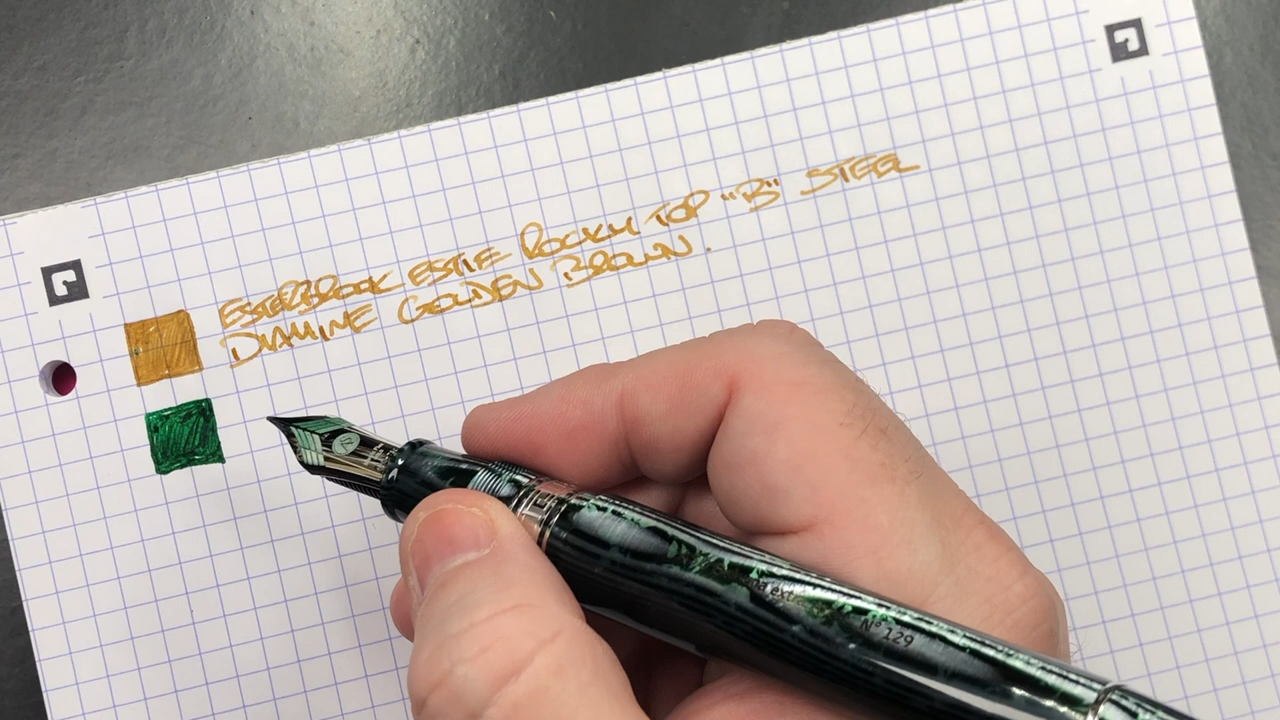 ESTERBROOK ESTIE ROCKY TOP "B" STEEL
DIAMINE GOLDEN BROWN.
N° 129